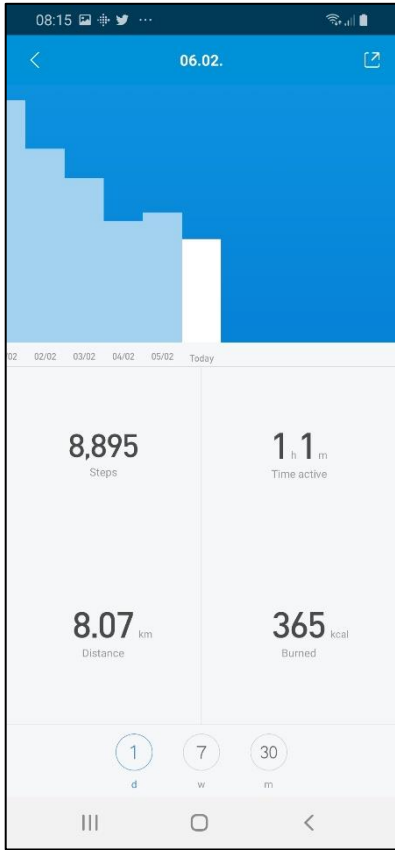 08:15
06.02.
/02 02/02 03/02 04/02 05/02 Today
8,895
Steps
1 h 1 m
Time active
8.07 km
Distance
365 kcal
Burned
1
d
7
w
30
m